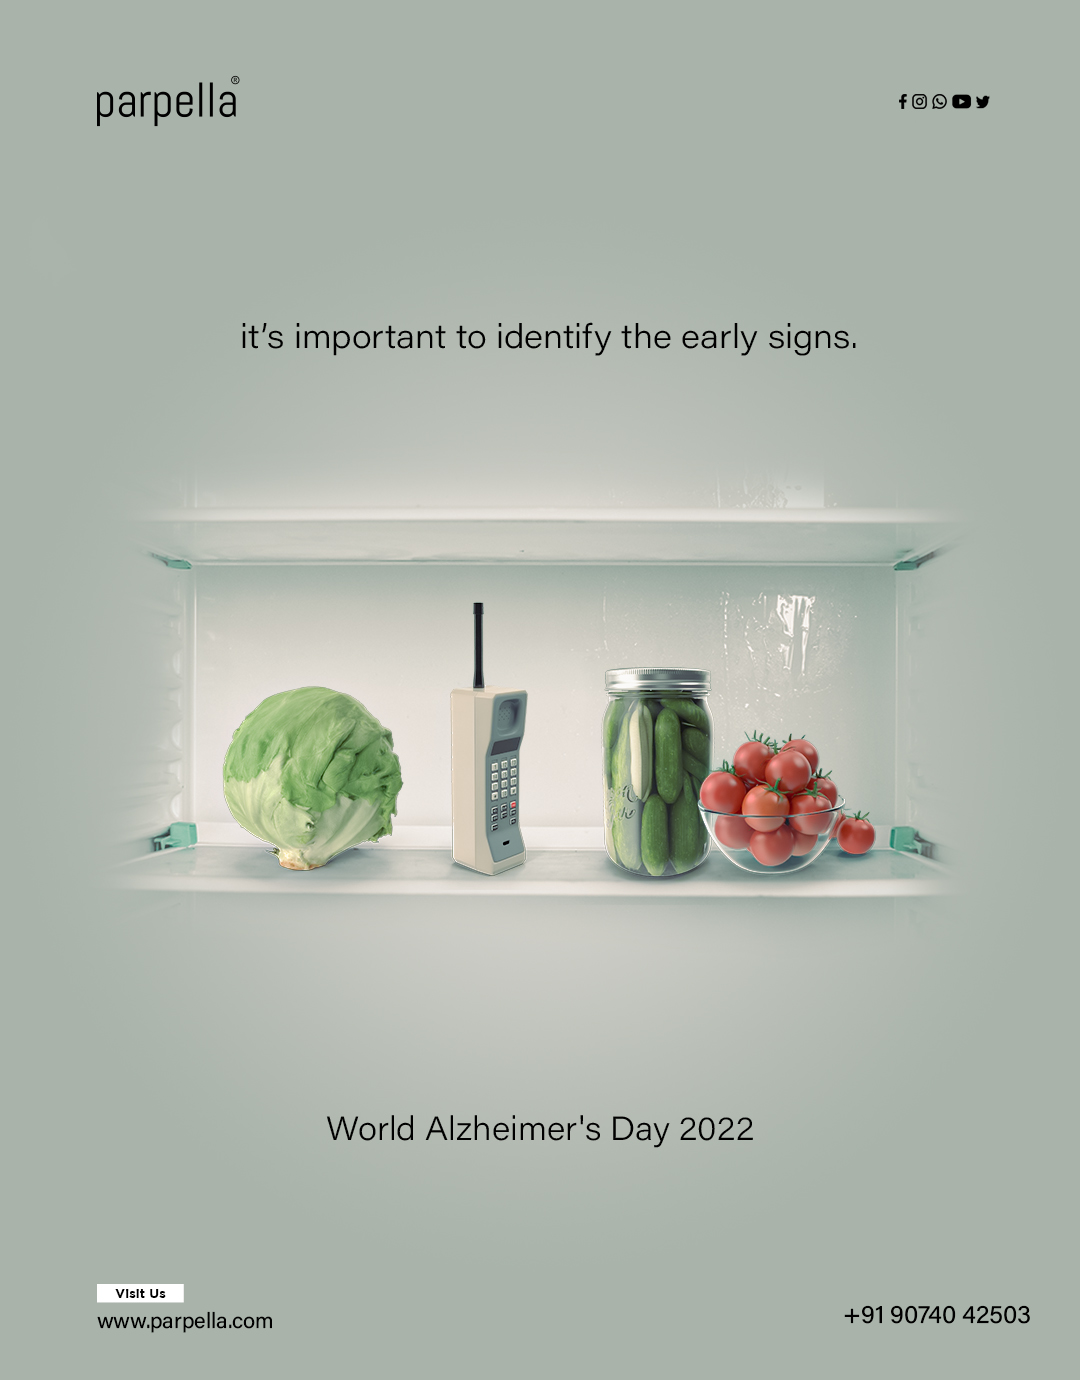 parpella®
it's important to identify the early signs.
World Alzheimer's Day 2022
Visit Us
www.parpella.com
+91 90740 42503